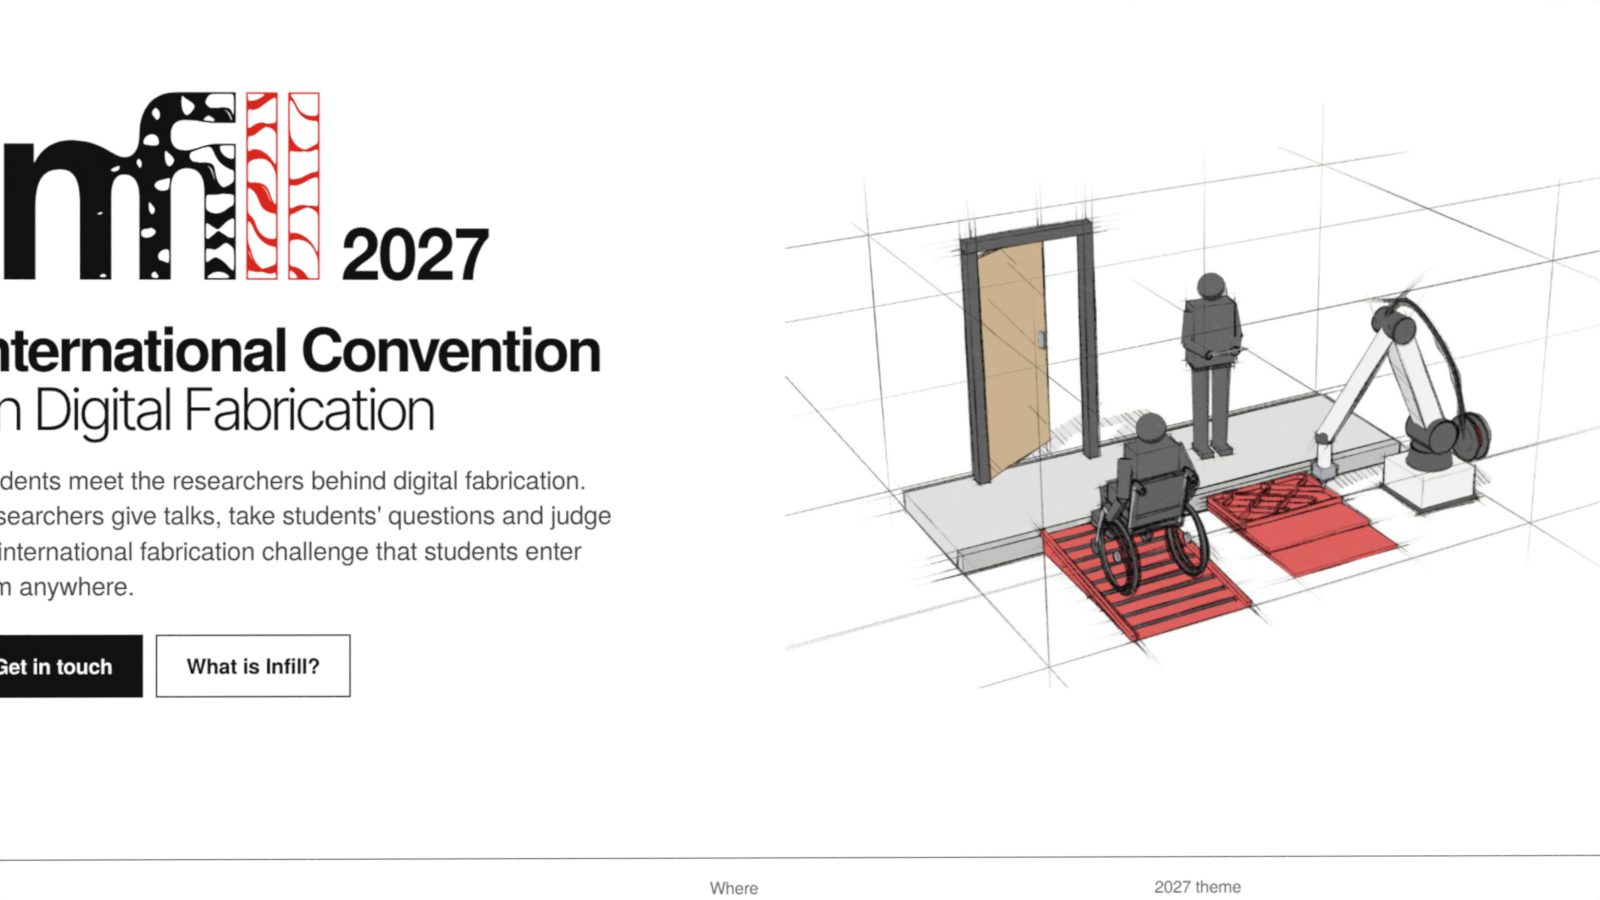 nfill 2027
nternational Convention
n Digital Fabrication
dents meet the researchers behind digital fabrication.
searchers give talks, take students' questions and judge
international fabrication challenge that students enter
m anywhere.
Get in touch
What is Infill?
Where
2027 theme